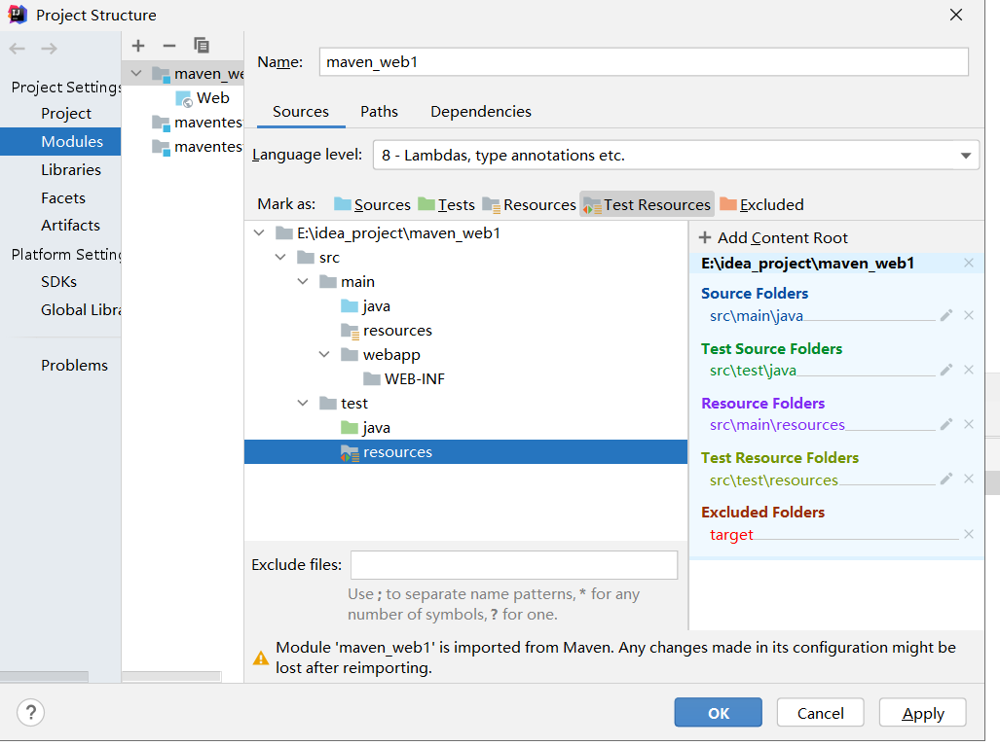 Project Structure
Project Settings
Project
Modules
Libraries
Facets
Artifacts
Platform Setting
SDKs
Global Libra
Problems
maven_we
Web
maventes
maventes
Name:
maven_web1
Sources
Paths
Dependencies
Language level:
8 - Lambdas, type annotations etc.
Mark as:
Sources
Tests
Resources
Test Resources
Excluded
E:\idea_project\maven_web1
src
main
java
resources
webapp
WEB-INF
test
java
resources
Exclude files:
Use ; to separate name patterns, * for any
number of symbols, ? for one.
+ Add Content Root
E:\idea_project\maven_web1
Source Folders
src\main\java
Test Source Folders
src\test\java
Resource Folders
src\main\resources
Test Resource Folders
src\test\resources
Excluded Folders
target
Module 'maven_web1' is imported from Maven. Any changes made in its configuration might be
lost after reimporting.
?
OK
Cancel
Apply